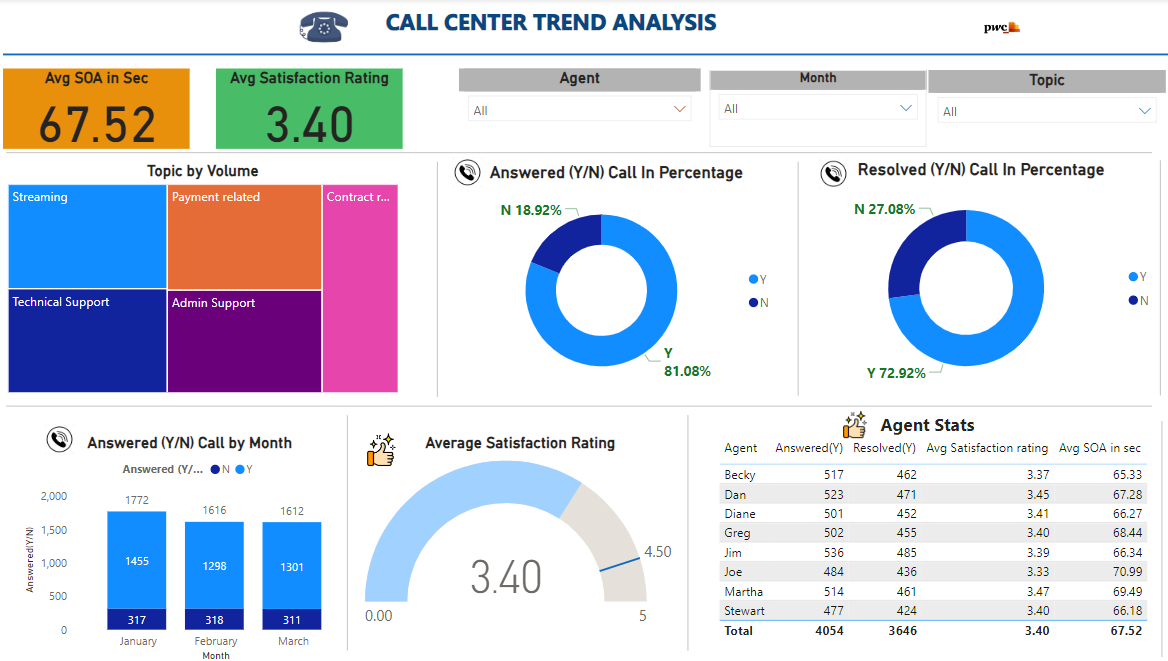 CALL CENTER TREND ANALYSIS
pwc
Avg SOA in Sec
67.52
Avg Satisfaction Rating
3.40
Agent
All
Month
All
Topic
All
Topic by Volume
Streaming
Payment related
Contract r...
Technical Support
Admin Support
Answered (Y/N) Call In Percentage
N 18.92%
Y
81.08%
Y
N
Resolved (Y/N) Call In Percentage
N 27.08%
Y 72.92%
Y
N
Answered (Y/N) Call by Month
Answered (Y/... N Y
Answered(Y/N)
2,000
1,500
1,000
500
0
1772
1616
1612
1455
1298
1301
317
318
311
January
February
March
Month
Average Satisfaction Rating
3.40
4.50
0.00
5
Agent Stats
Agent Answered(Y) Resolved(Y) Avg Satisfaction rating Avg SOA in sec
Becky 517 462 3.37 65.33
Dan 523 471 3.45 67.28
Diane 501 452 3.41 66.27
Greg 502 455 3.40 68.44
Jim 536 485 3.39 66.34
Joe 484 436 3.33 70.99
Martha 514 461 3.47 69.49
Stewart 477 424 3.40 66.18
Total 4054 3646 3.40 67.52